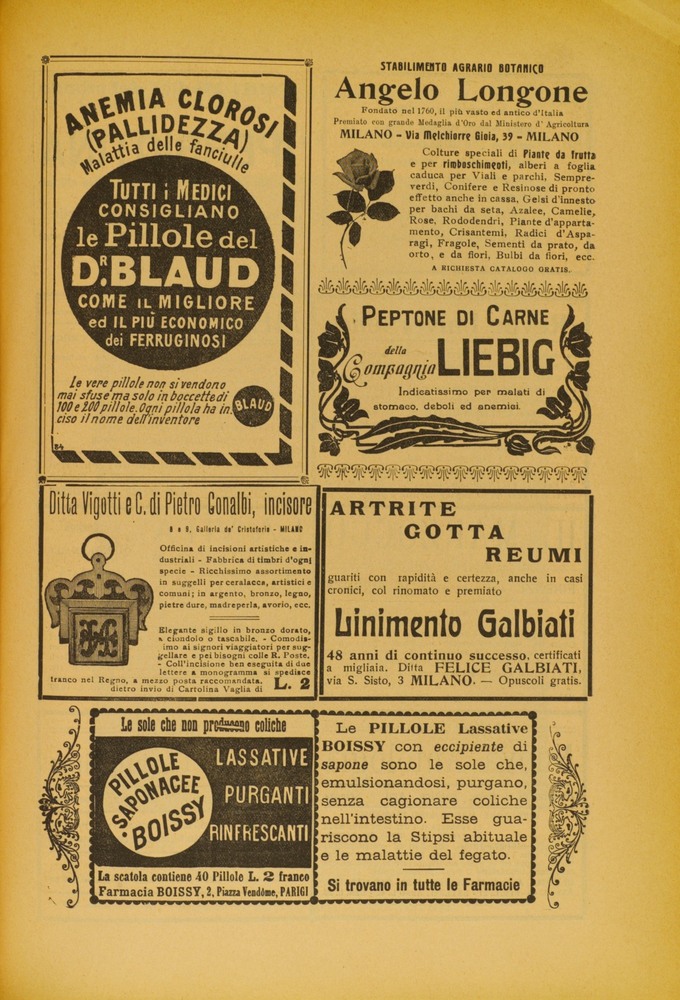 ANEMIA CLOROSI
(PALLIDEZZA)
Malattia delle fanciulle
TUTTI i MEDICI
CONSIGLIANO
le Pillole del
DR. BLAUD
COME IL MIGLIORE
ed IL PIÙ ECONOMICO
dei FERRUGINOSI
Le vere pillole non si vendono
mai sfuse ma solo in boccette di
100 e 200 pillole. Ogni pillola ha in
ciso il nome dell'inventore
BLAUD
84
STABILIMENTO AGRARIO BOTANICO
Angelo Longone
Fondato nel 1760, il più vasto ed antico d'Italia
Premiato con grande Medaglia d'Oro dal Ministero d'Agricoltura
MILANO - Via Melchiorre Gioia, 39 - MILANO
Colture speciali di Piante da frutta
e per rimboschimenti, alberi a foglia
caduca per Viali e parchi, Sempre-
verdi, Conifere e Resinose di pronto
effetto anche in cassa, Gelsi d'innesto
per bachi da seta, Azalee, Camelie,
Rose, Rododendri, Piante d'apparta-
mento, Crisantemi, Radici d'Aspa-
ragi, Fragole, Sementi da prato, da
orto, e da fiori, Bulbi da fiori, ecc.
A RICHIESTA CATALOGO GRATIS.
PEPTONE DI CARNE
della
Compagnia LIEBIG
Indicatissimo per malati di
stomaco, deboli ed anemici.
Ditta Vigotti e C. di Pietro Conalbi, incisore
8 e 9, Galleria de' Cristoforis - MILANO
Officina di incisioni artistiche e in-
dustriali - Fabbrica di timbri d'ogni
specie - Ricchissimo assortimento
in suggelli per ceralacca, artistici e
comuni; in argento, bronzo, legno,
pietre dure, madreperla, avorio, ecc.
Elegante sigillo in bronzo dorato,
a ciondolo o tascabile. - Comodis-
imo ai signori viaggiatori per sug-
gellare e pei bisogni colle R. Poste.
- Coll'incisione ben eseguita di due
lettere a monogramma si spedisce
franco nel Regno, a mezzo posta raccomandata,
dietro invio di Cartolina Vaglia di L. 2
ARTRITE
GOTTA
REUMI
guariti con rapidità e certezza, anche in casi
cronici, col rinomato e premiato
Linimento Galbiati
48 anni di continuo successo, certificati
a migliaia. Ditta FELICE GALBIATI,
via S. Sisto, 3 MILANO. — Opuscoli gratis.
Le sole che non producono coliche
PILLOLE
SAPONACEE
BOISSY
LASSATIVE
PURGANTI
RINFRESCANTI
La scatola contiene 40 Pillole L. 2 franco
Farmacia BOISSY, 2, Piazza Vendôme, PARIGI
Le PILLOLE Lassative
BOISSY con eccipiente di
sapone sono le sole che,
emulsionandosi, purgano,
senza cagionare coliche
nell'intestino. Esse gua-
riscono la Stipsi abituale
e le malattie del fegato.
Si trovano in tutte le Farmacie